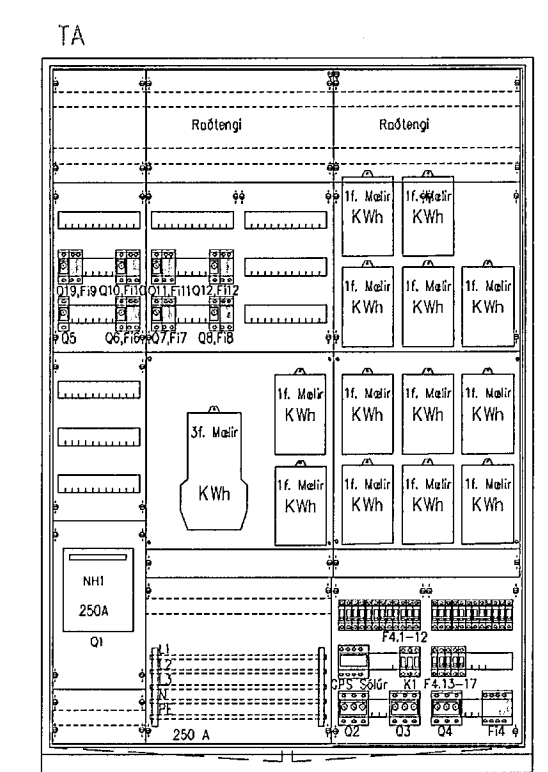 TA
Raðtengi Raðtengi
1f. Mælir 1f. Mælir
KWh KWh
1f. Mælir 1f. Mælir 1f. Mælir
KWh KWh KWh
Q10,Fi10 Q11,Fi11 Q12,Fi12
Q5 Q6,Fi6 Q7,Fi7 Q8,Fi8
1f. Mælir 1f. Mælir 1f. Mælir 1f. Mælir
KWh KWh KWh KWh
3f. Mælir
KWh
1f. Mælir 1f. Mælir 1f. Mælir 1f. Mælir
KWh KWh KWh KWh
NH1
250A
Q1
F4,1-12
L1
L2
L3
N
PE
GPS Sólúr K1 F4,13-17
250 A
Q2 Q3 Q4 Fi4